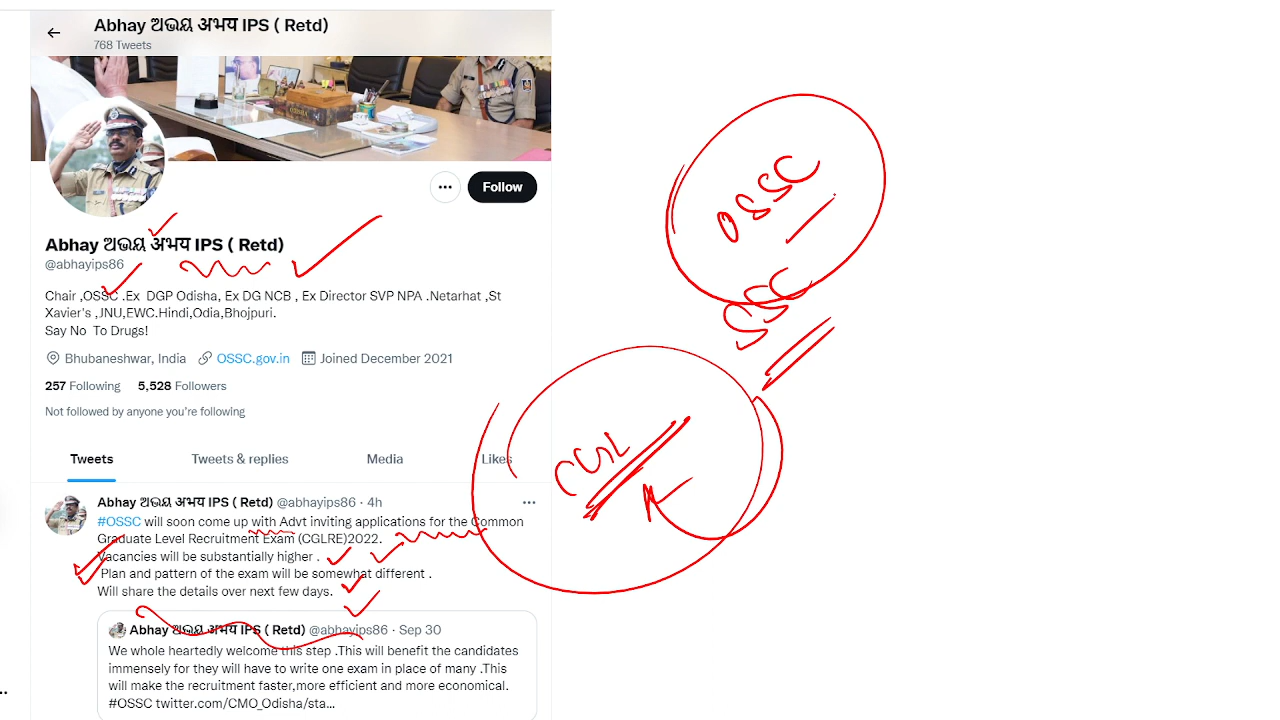 Abhay ଅଭୟ अभय IPS ( Retd)
768 Tweets
Follow
Abhay ଅଭୟ अभय IPS ( Retd)
@abhayips86
Chair ,OSSC .Ex DGP Odisha, Ex DG NCB , Ex Director SVP NPA .Netarhat ,St
Xavier's ,JNU,EWC.Hindi,Odia,Bhojpuri.
Say No To Drugs!
Bhubaneshwar, India OSSC.gov.in Joined December 2021
257 Following 5,528 Followers
Not followed by anyone you're following
Tweets Tweets & replies Media Likes
Abhay ଅଭୟ अभय IPS ( Retd) @abhayips86 · 4h
#OSSC will soon come up with Advt inviting applications for the Common
Graduate Level Recruitment Exam (CGLRE)2022.
Vacancies will be substantially higher .
Plan and pattern of the exam will be somewhat different .
Will share the details over next few days.
Abhay ଅଭୟ अभय IPS ( Retd) @abhayips86 · Sep 30
We whole heartedly welcome this step .This will benefit the candidates
immensely for they will have to write one exam in place of many .This
will make the recruitment faster,more efficient and more economical.
#OSSC twitter.com/CMO_Odisha/sta...
OSSC
SSC
CGL